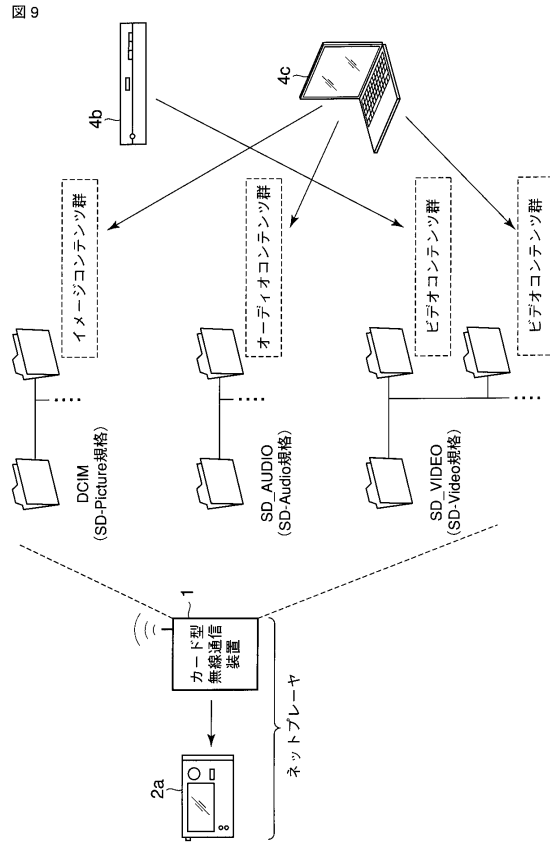 図9
4b
4c
イメージコンテンツ群
オーディオコンテンツ群
ビデオコンテンツ群
ビデオコンテンツ群
DCIM
(SD-Picture規格)
SD_AUDIO
(SD-Audio規格)
SD_VIDEO
(SD-Video規格)
1
カード型
無線通信
装置
2a
ネットプレーヤ